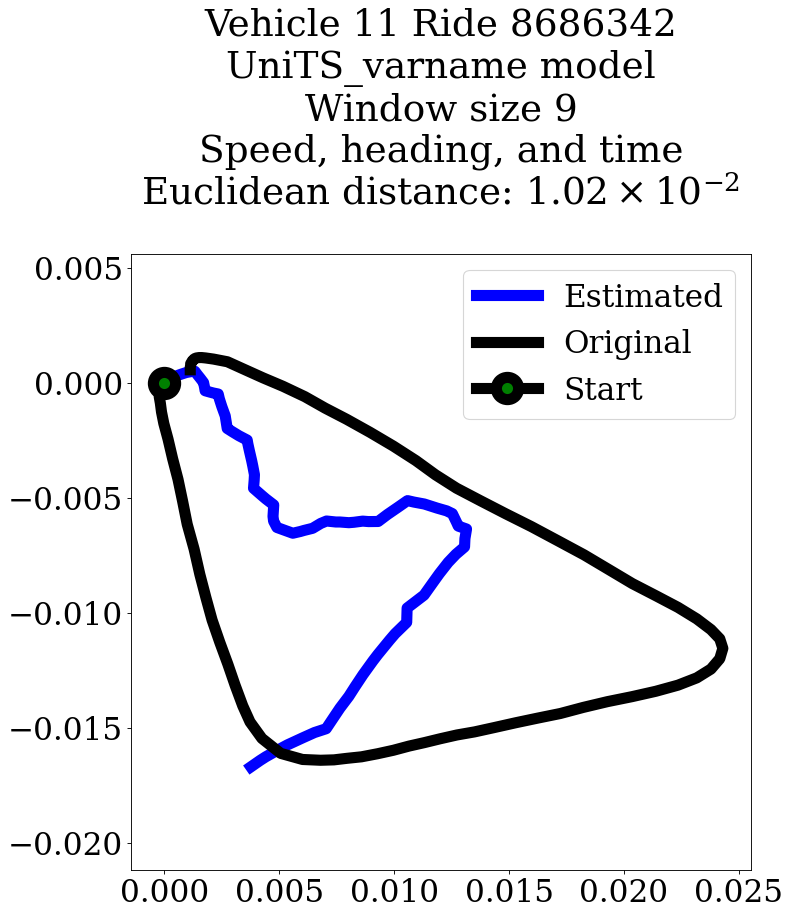 Vehicle 11 Ride 8686342
UniTS_varname model
Window size 9
Speed, heading, and time
Euclidean distance: 1.02 × 10⁻²
0.005
0.000
−0.005
−0.010
−0.015
−0.020
Estimated
Original
Start
0.000 0.005 0.010 0.015 0.020 0.025